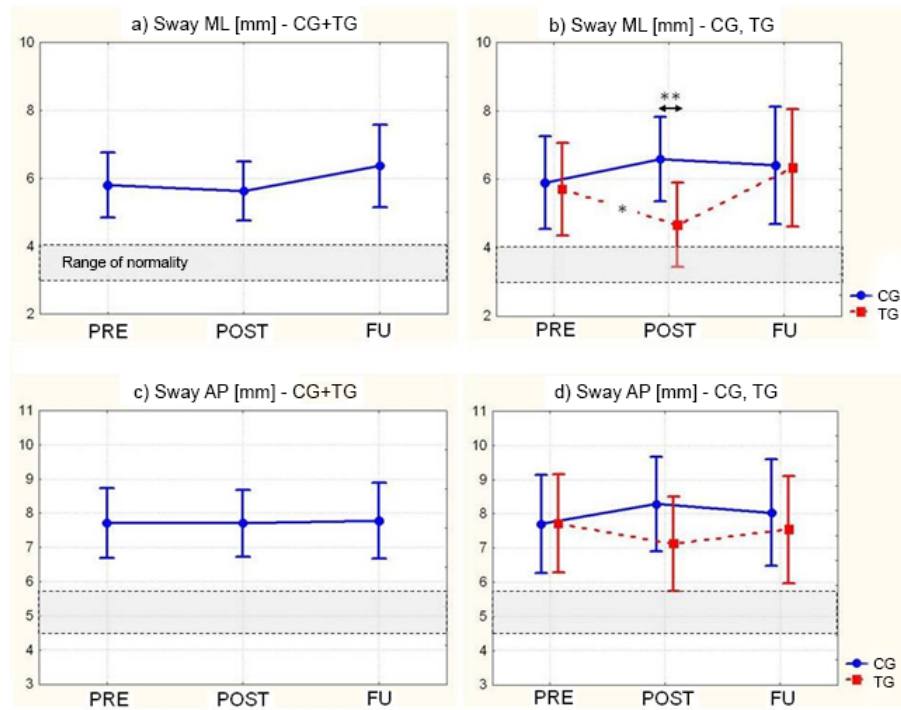 a) Sway ML [mm] - CG+TG
10
8
6
4
2
Range of normality
PRE POST FU
b) Sway ML [mm] - CG, TG
10
8
6
4
2
**
*
PRE POST FU
CG
TG
c) Sway AP [mm] - CG+TG
11
10
9
8
7
6
5
4
3
PRE POST FU
d) Sway AP [mm] - CG, TG
11
10
9
8
7
6
5
4
3
PRE POST FU
CG
TG